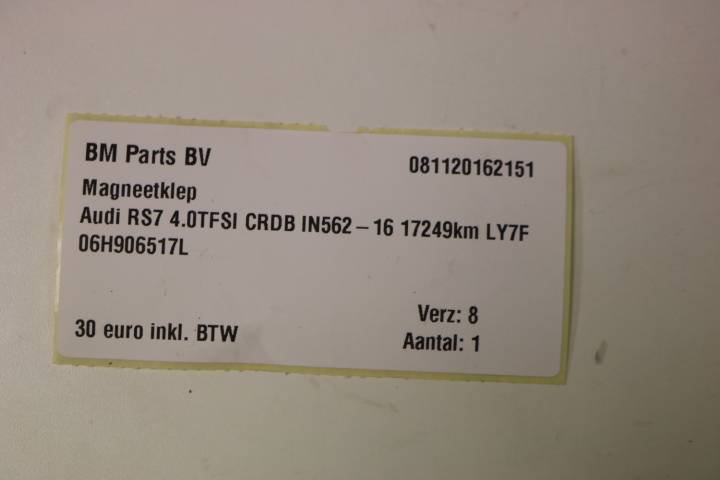 BM Parts BV 081120162151
Magneetklep
Audi RS7 4.0TFSI CRDB IN562-16 17249km LY7F
06H906517L
Verz: 8
30 euro inkl. BTW
Aantal: 1